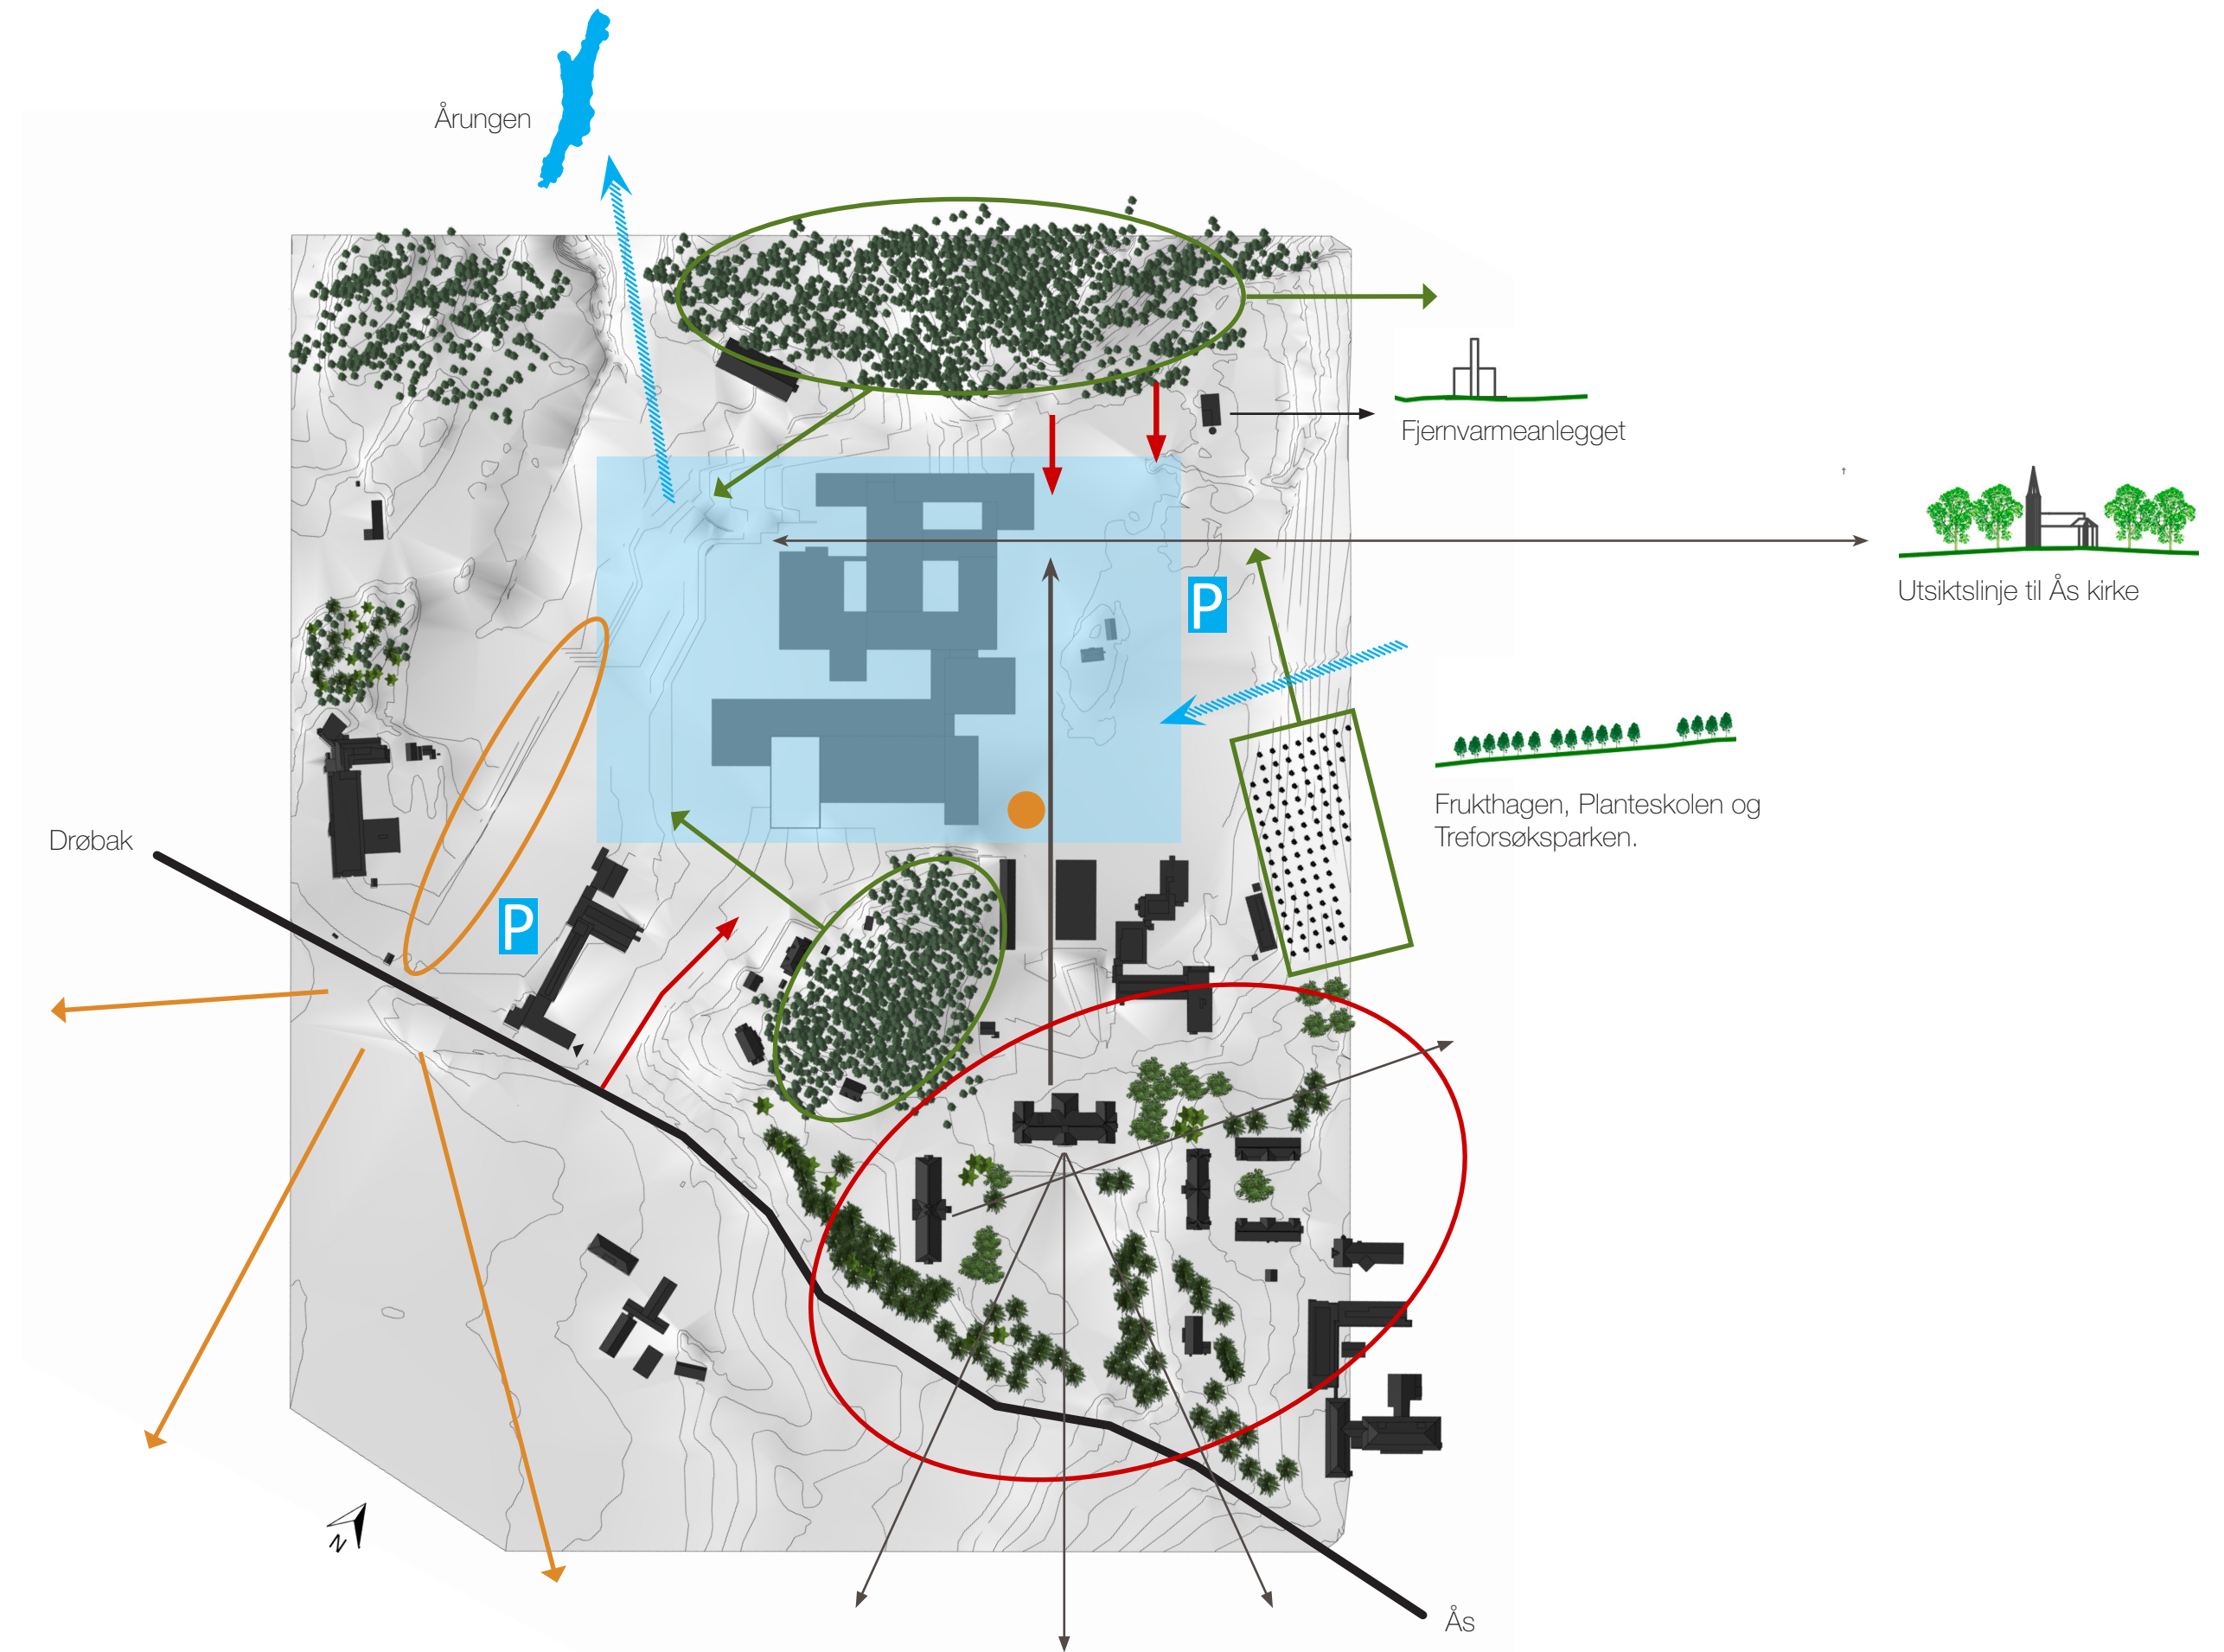 Årungen
Fjernvarmeanlegget
Utsiktslinje til Ås kirke
P
Frukthagen, Planteskolen og
Treforsøksparken.
Drøbak
P
N
Ås